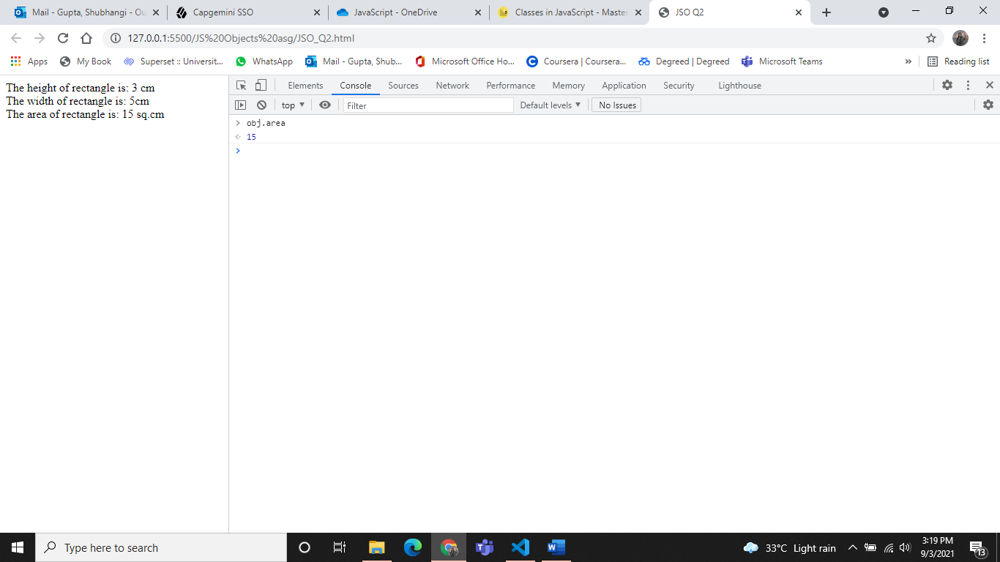 Mail - Gupta, Shubhangi - Ou
Capgemini SSO
JavaScript - OneDrive
Classes in JavaScript - Master
JSO Q2
127.0.0.1:5500/JS%20Objects%20asg/JSO_Q2.html
Apps
My Book
Superset :: Universit...
WhatsApp
Mail - Gupta, Shub...
Microsoft Office Ho...
Coursera | Coursera...
Degreed | Degreed
Microsoft Teams
»
Reading list
The height of rectangle is: 3 cm
The width of rectangle is: 5cm
The area of rectangle is: 15 sq.cm
Elements Console Sources Network Performance Memory Application Security Lighthouse
top ▼ Filter Default levels ▼ No Issues
> obj.area
15
>
Type here to search
33°C Light rain
3:19 PM
9/3/2021
13